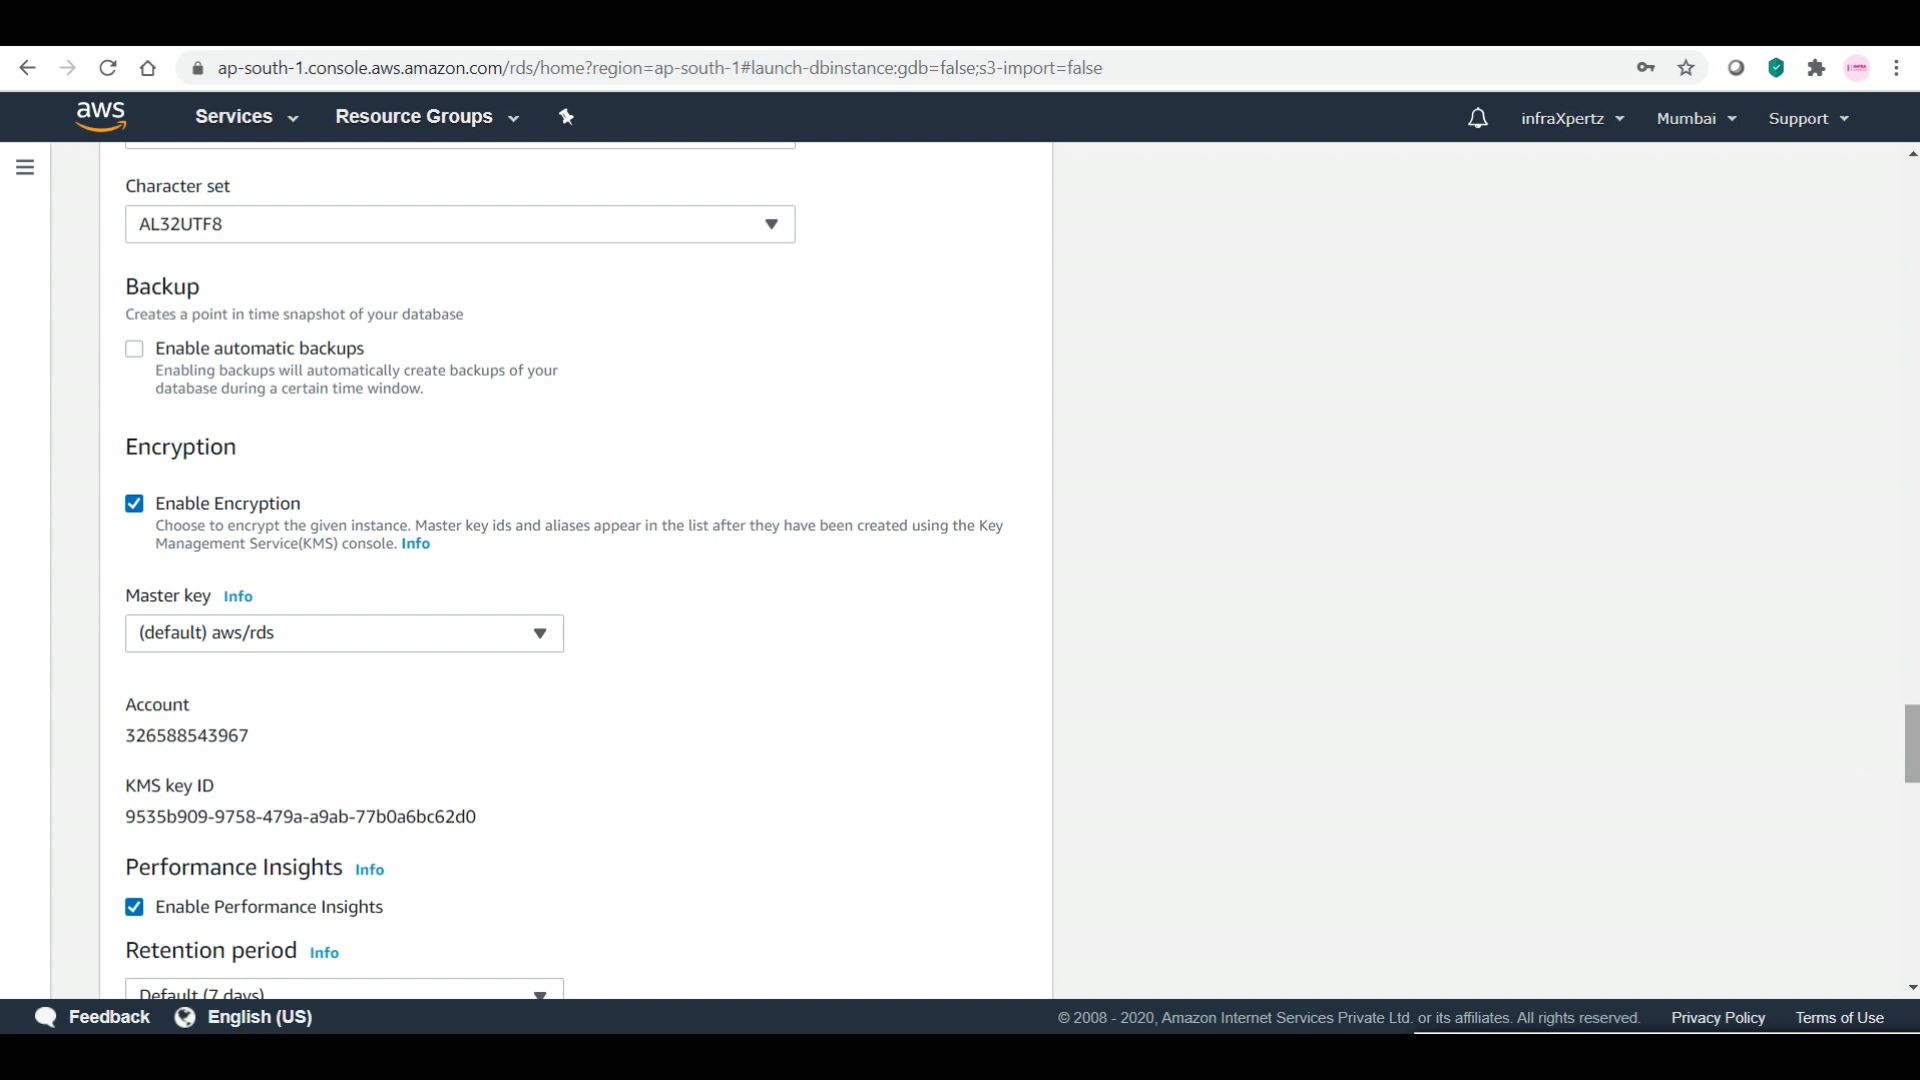 ap-south-1.console.aws.amazon.com/rds/home?region=ap-south-1#launch-dbinstance:gdb=false;s3-import=false
aws Services Resource Groups infraXpertz Mumbai Support
Character set
AL32UTF8
Backup
Creates a point in time snapshot of your database
Enable automatic backups
Enabling backups will automatically create backups of your
database during a certain time window.
Encryption
Enable Encryption
Choose to encrypt the given instance. Master key ids and aliases appear in the list after they have been created using the Key
Management Service(KMS) console. Info
Master key Info
(default) aws/rds
Account
326588543967
KMS key ID
9535b909-9758-479a-a9ab-77b0a6bc62d0
Performance Insights Info
Enable Performance Insights
Retention period Info
Default (7 days)
Feedback English (US) © 2008 - 2020, Amazon Internet Services Private Ltd. or its affiliates. All rights reserved. Privacy Policy Terms of Use